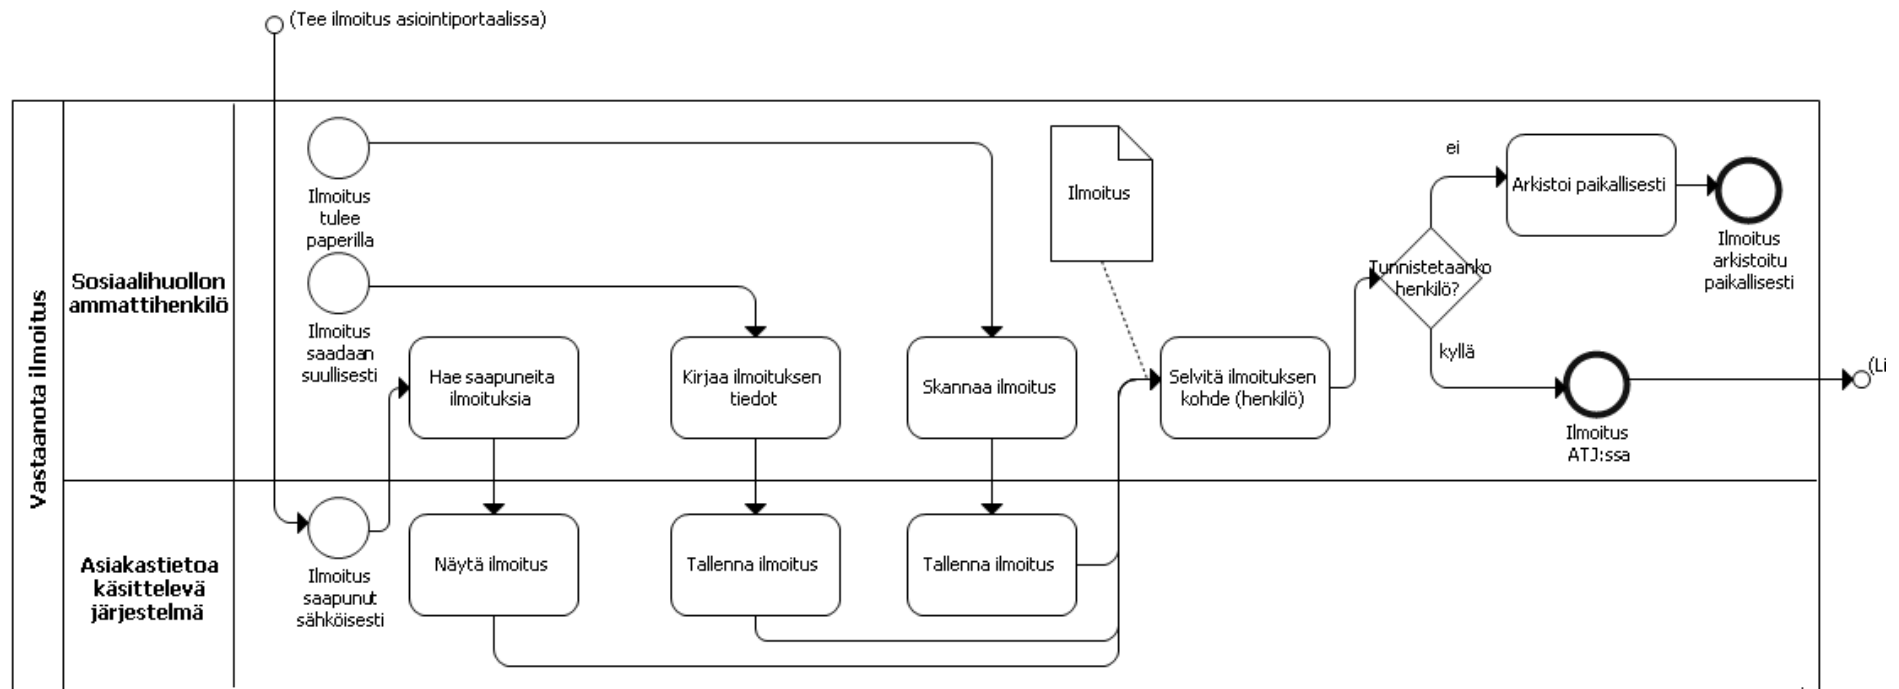 (Tee ilmoitus asiointiportaalissa)
Vastaanota ilmoitus
Sosiaalihuollon
ammattihenkilö
Ilmoitus
tulee
paperilla
Ilmoitus
saadaan
suullisesti
Hae saapuneita
ilmoituksia
Kirjaa ilmoituksen
tiedot
Skannaa ilmoitus
Ilmoitus
Selvitä ilmoituksen
kohde (henkilö)
Tunnistetaanko
henkilö?
ei
Arkistoi paikallisesti
Ilmoitus
arkistoitu
paikallisesti
kyllä
Ilmoitus
ATJ:ssa
(Li
Asiakastietoa
käsittelevä
järjestelmä
Ilmoitus
saapunut
sähköisesti
Näytä ilmoitus
Tallenna ilmoitus
Tallenna ilmoitus